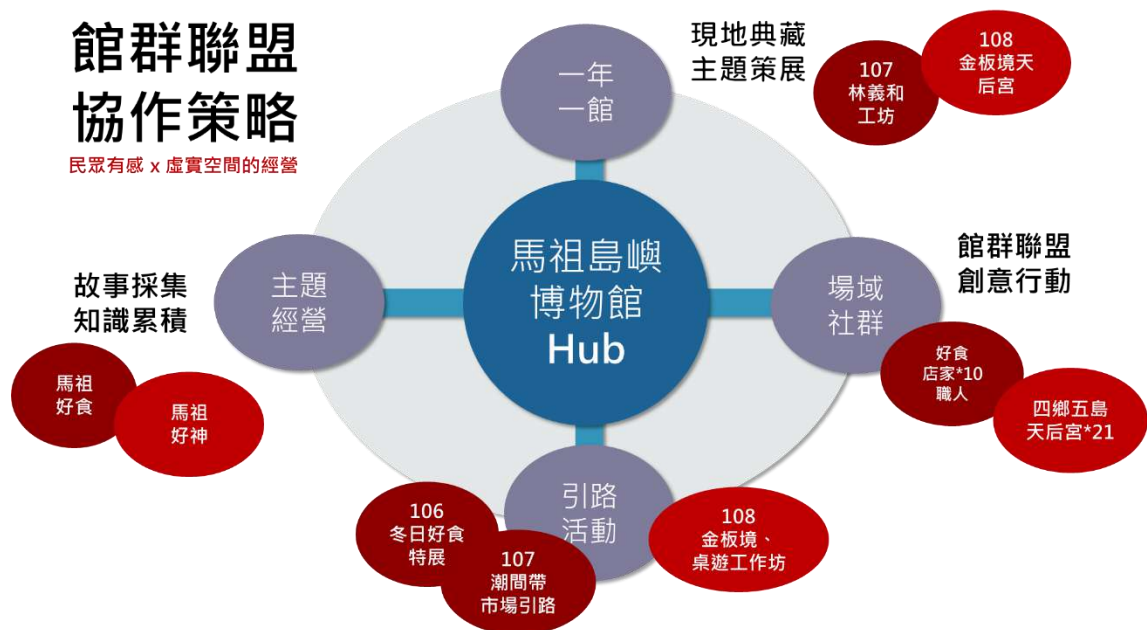 館群聯盟
協作策略
民眾有感 x 虛實空間的經營
一年
一館
現地典藏
主題策展
107
林義和
工坊
108
金板境天
后宮
馬祖島嶼
博物館
Hub
故事採集
知識累積
主題
經營
馬祖
好食
馬祖
好神
場域
社群
館群聯盟
創意行動
好食
店家*10
職人
四鄉五島
天后宮*21
引路
活動
106
冬日好食
特展
107
潮間帶
市場引路
108
金板境、
桌遊工作坊